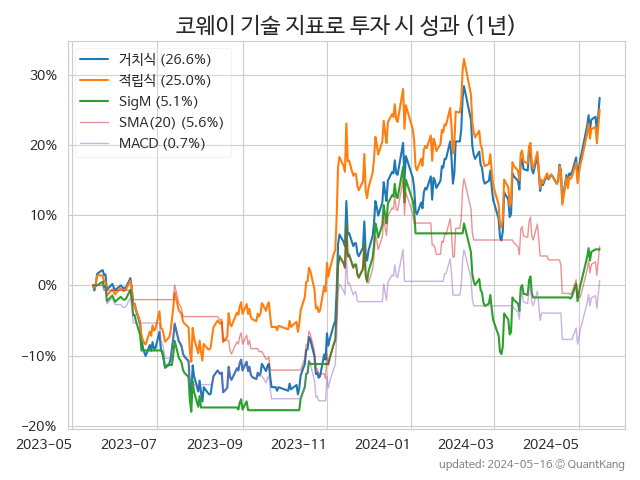 코웨이 기술 지표로 투자 시 성과 (1년)
거치식 (26.6%)
적립식 (25.0%)
SigM (5.1%)
SMA(20) (5.6%)
MACD (0.7%)
30%
20%
10%
0%
−10%
−20%
2023-05 2023-07 2023-09 2023-11 2024-01 2024-03 2024-05
updated: 2024-05-16 ⓒ QuantKang